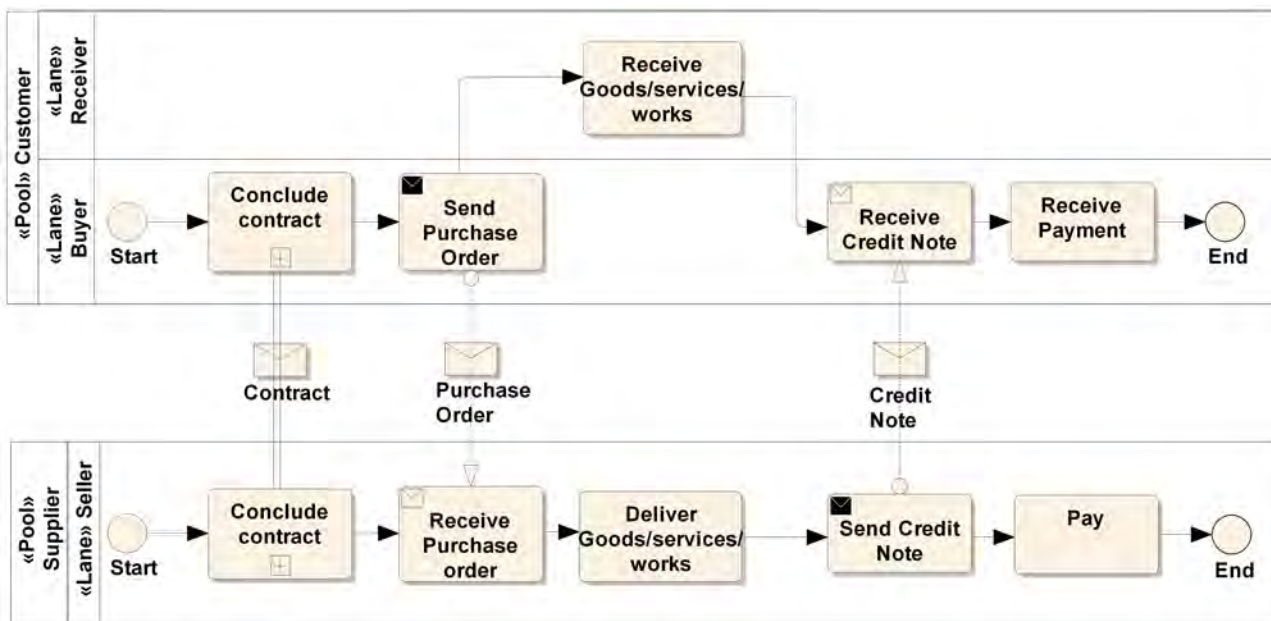 «Pool» Customer
«Lane»
Receiver
Receive
Goods/services/
works
«Lane»
Buyer
Start
Conclude
contract
Send
Purchase
Order
Receive
Credit Note
Receive
Payment
End
Contract
Purchase
Order
Credit
Note
«Pool»
Supplier
«Lane» Seller
Start
Conclude
contract
Receive
Purchase
order
Deliver
Goods/services/
works
Send Credit
Note
Pay
End